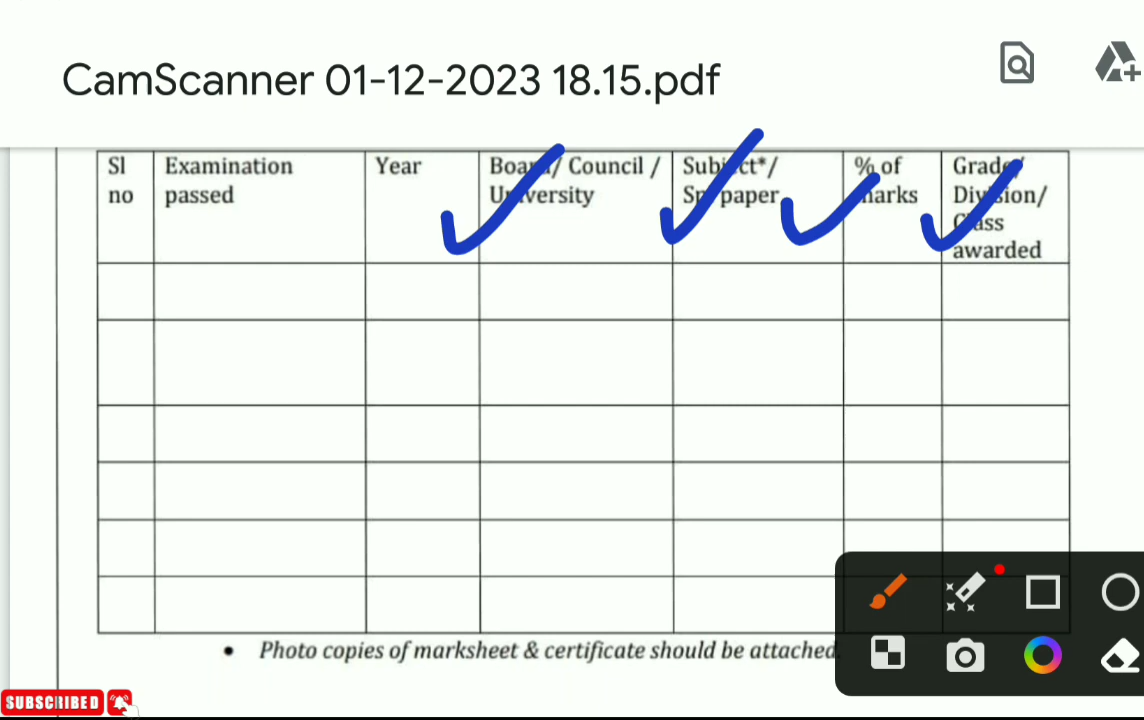 CamScanner 01-12-2023 18.15.pdf
Sl no
Examination passed
Year
Board/ Council / University
Subject*/ paper
% of marks
Grade/ Division/ Class awarded
• Photo copies of marksheet & certificate should be attached
SUBSCRIBED